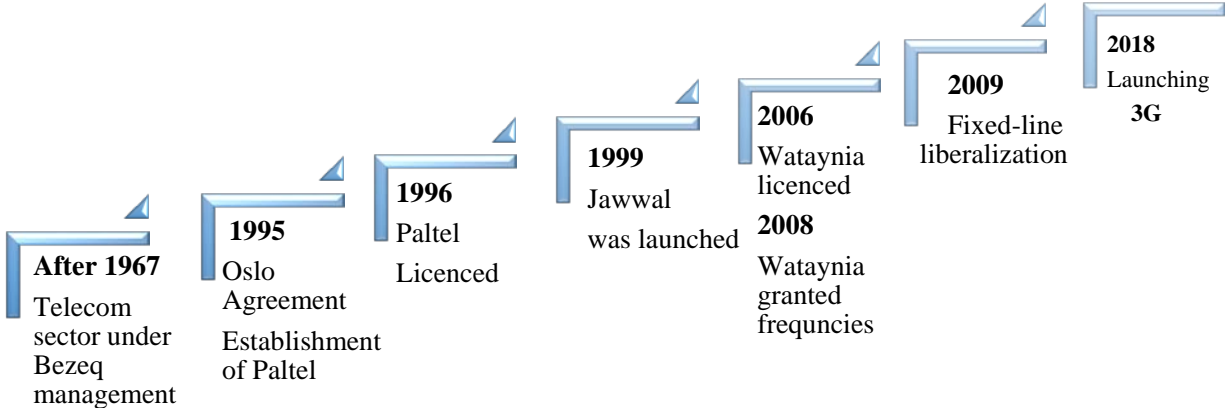 After 1967
Telecom
sector under
Bezeq
management
1995
Oslo
Agreement
Establishment
of Paltel
1996
Paltel
Licenced
1999
Jawwal
was launched
2006
Wataynia
licenced
2008
Wataynia
granted
frequncies
2009
Fixed-line
liberalization
2018
Launching
3G